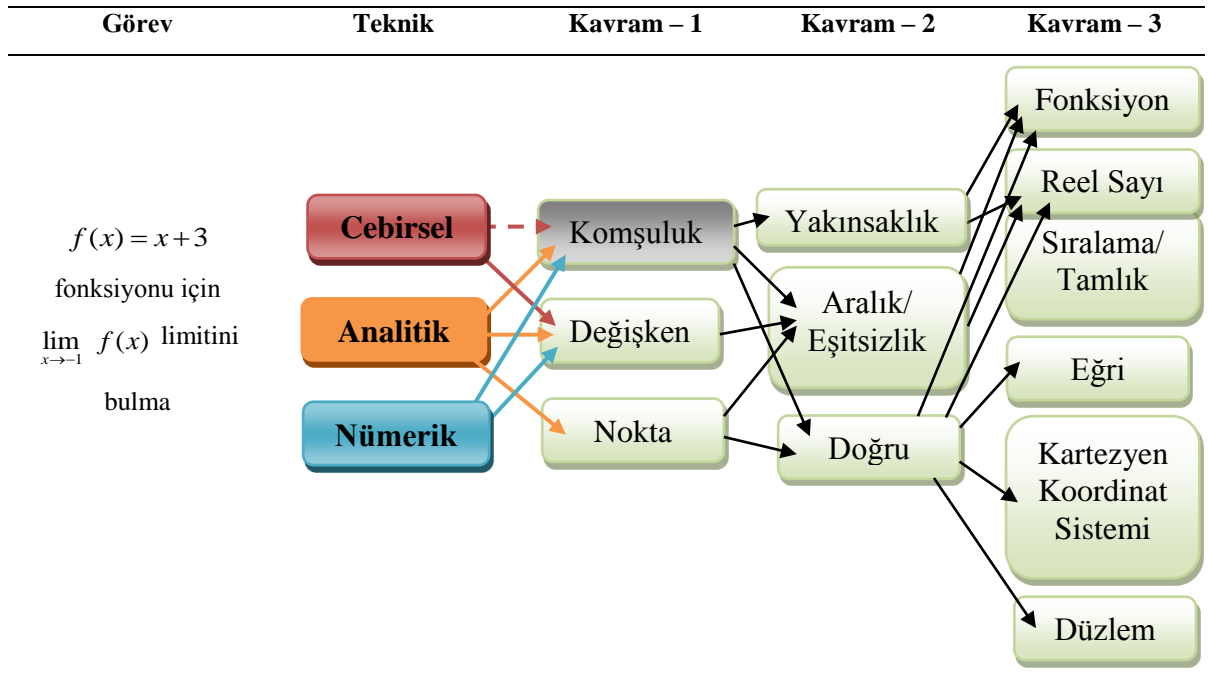 Görev Teknik Kavram – 1 Kavram – 2 Kavram – 3
f(x) = x+3
fonksiyonu için
lim f(x) limitini
x→−1
bulma
Cebirsel
Analitik
Nümerik
Komşuluk
Değişken
Nokta
Yakınsaklık
Aralık/
Eşitsizlik
Doğru
Fonksiyon
Reel Sayı
Sıralama/
Tamlık
Eğri
Kartezyen
Koordinat
Sistemi
Düzlem